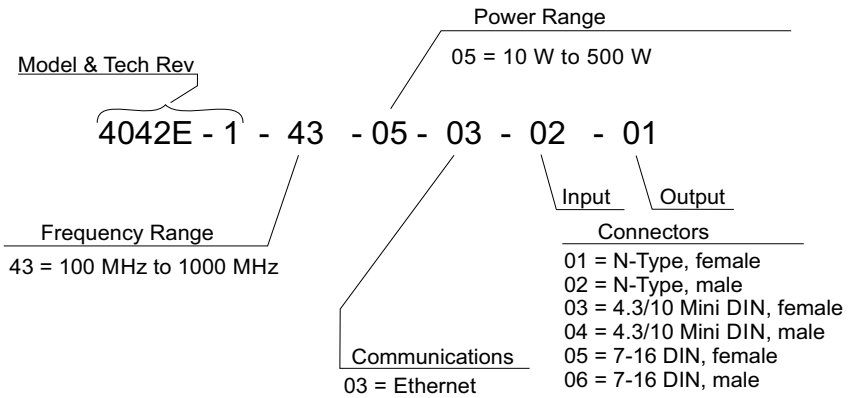 Power Range
05 = 10 W to 500 W
Model & Tech Rev
4042E - 1 - 43 - 05 - 03 - 02 - 01
Input
Output
Frequency Range
43 = 100 MHz to 1000 MHz
Connectors
01 = N-Type, female
02 = N-Type, male
03 = 4.3/10 Mini DIN, female
04 = 4.3/10 Mini DIN, male
05 = 7-16 DIN, female
06 = 7-16 DIN, male
Communications
03 = Ethernet